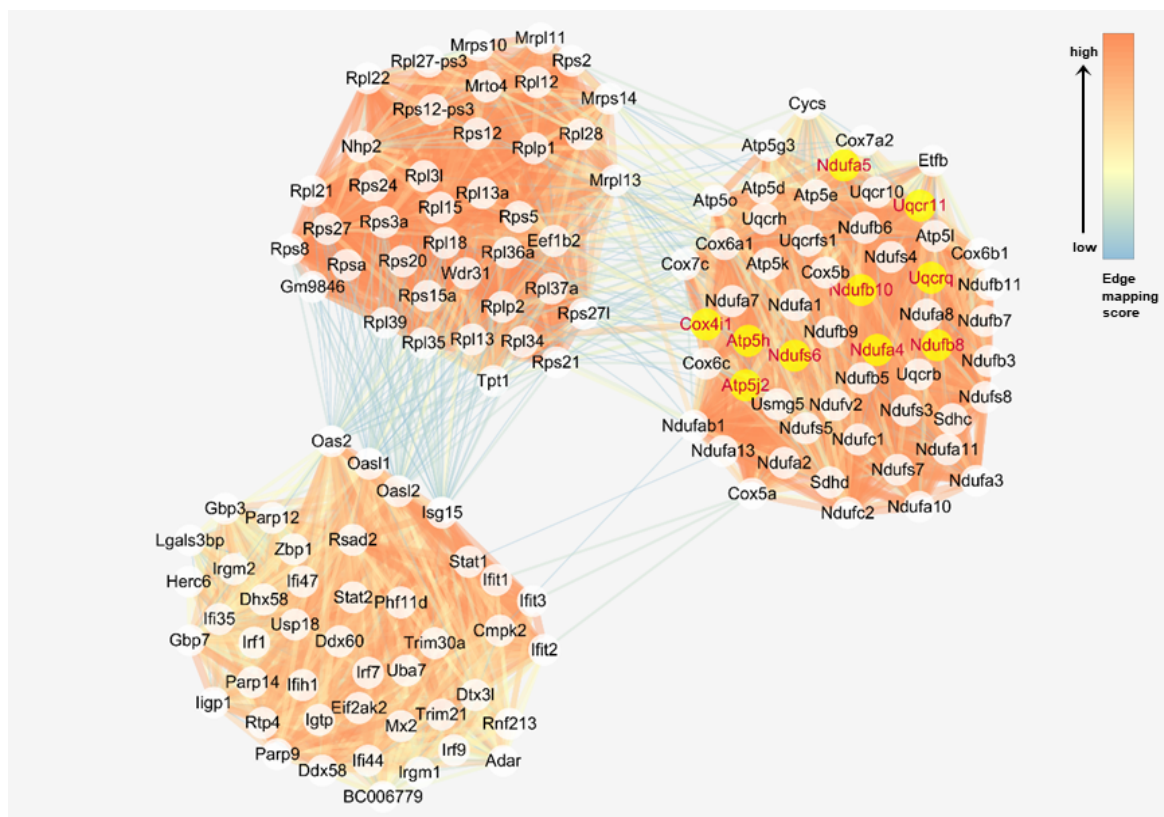 Mrpl11
Mrps10
Rps2
Rpl27-ps3
Rpl22
Mrto4
Rpl12
Mrps14
Rps12-ps3
Rps12
Rpl28
Nhp2
Rplp1
Rpl3l
Mrpl13
Rpl21
Rps24
Rpl13a
Rpl15
Rps5
Rps27
Rps3a
Rpl18
Eef1b2
Rps8
Rpsa
Rps20
Rpl36a
Wdr31
Gm9846
Rps15a
Rpl37a
Rplp2
Rps27l
Rpl39
Rpl35
Rpl13
Rpl34
Rps21
Tpt1
Cycs
Atp5g3
Cox7a2
Ndufa5
Etfb
Atp5o
Atp5d
Atp5e
Uqcr10
Uqcr11
Uqcrh
Ndufb6
Cox6a1
Uqcrfs1
Atp5l
Cox7c
Atp5k
Cox5b
Ndufs4
Cox6b1
Ndufb10
Uqcrq
Ndufb11
Ndufa7
Ndufa1
Ndufa8
Ndufb7
Cox4i1
Atp5h
Ndufb9
Ndufs6
Ndufa4
Ndufb8
Cox6c
Ndufb3
Atp5j2
Ndufb5
Uqcrb
Usmg5
Ndufv2
Ndufs3
Sdhc
Ndufs8
Ndufab1
Ndufs5
Ndufc1
Ndufa13
Ndufa2
Ndufs7
Ndufa11
Cox5a
Sdhd
Ndufa3
Ndufc2
Ndufa10
Oas2
Oasl1
Oasl2
Isg15
Gbp3
Parp12
Lgals3bp
Zbp1
Rsad2
Irgm2
Stat1
Herc6
Ifi47
Ifit1
Dhx58
Stat2
Phf11d
Ifit3
Ifi35
Usp18
Gbp7
Irf1
Ddx60
Trim30a
Cmpk2
Ifit2
Parp14
Ifih1
Irf7
Uba7
Iigp1
Dtx3l
Rtp4
Igtp
Eif2ak2
Mx2
Trim21
Rnf213
Parp9
Ddx58
Ifi44
Irgm1
Irf9
Adar
BC006779
high
low
Edge
mapping
score